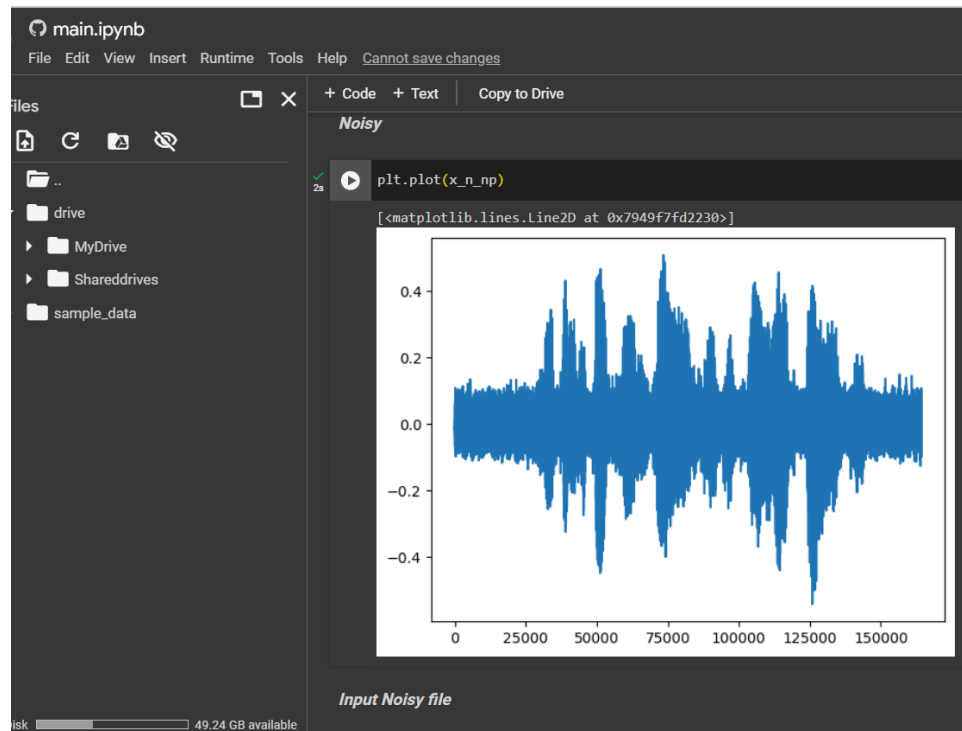 main.ipynb
File Edit View Insert Runtime Tools Help Cannot save changes
Files
+ Code + Text Copy to Drive
Noisy
..
drive
MyDrive
Shareddrives
sample_data
2s
plt.plot(x_n_np)
[<matplotlib.lines.Line2D at 0x7949f7fd2230>]
0.4
0.2
0.0
−0.2
−0.4
0 25000 50000 75000 100000 125000 150000
Input Noisy file
Disk 49.24 GB available